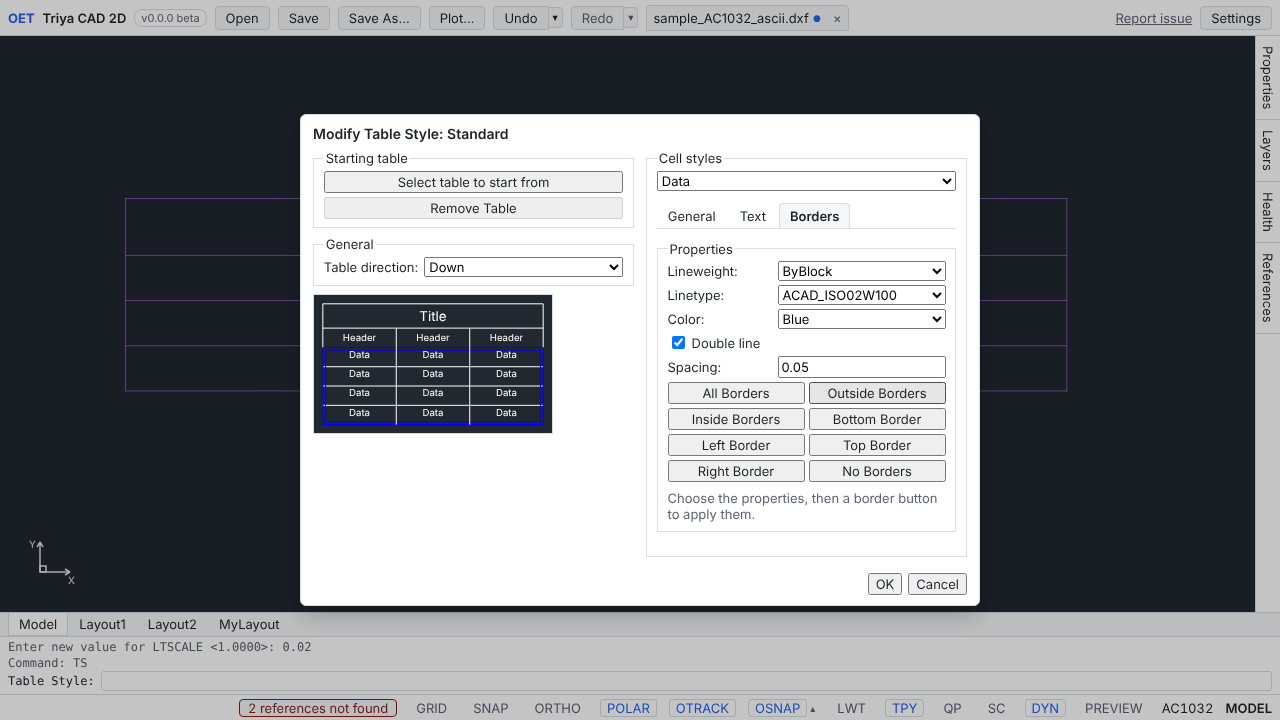 OET Triya CAD 2D v0.0.0 beta Open Save Save As... Plot... Undo ▾ Redo ▾ sample_AC1032_ascii.dxf ● × Report issue Settings
Properties
Layers
Health
References
Modify Table Style: Standard
Starting table
Select table to start from
Remove Table
General
Table direction: Down
Title
Header Header Header
Data Data Data
Data Data Data
Data Data Data
Data Data Data
Cell styles
Data
General Text Borders
Properties
Lineweight: ByBlock
Linetype: ACAD_ISO02W100
Color: Blue
Double line
Spacing: 0.05
All Borders Outside Borders
Inside Borders Bottom Border
Left Border Top Border
Right Border No Borders
Choose the properties, then a border button
to apply them.
OK Cancel
Y
X
Model Layout1 Layout2 MyLayout
Enter new value for LTSCALE <1.0000>: 0.02
Command: TS
Table Style:
2 references not found GRID SNAP ORTHO POLAR OTRACK OSNAP ▴ LWT TPY QP SC DYN PREVIEW AC1032 MODEL